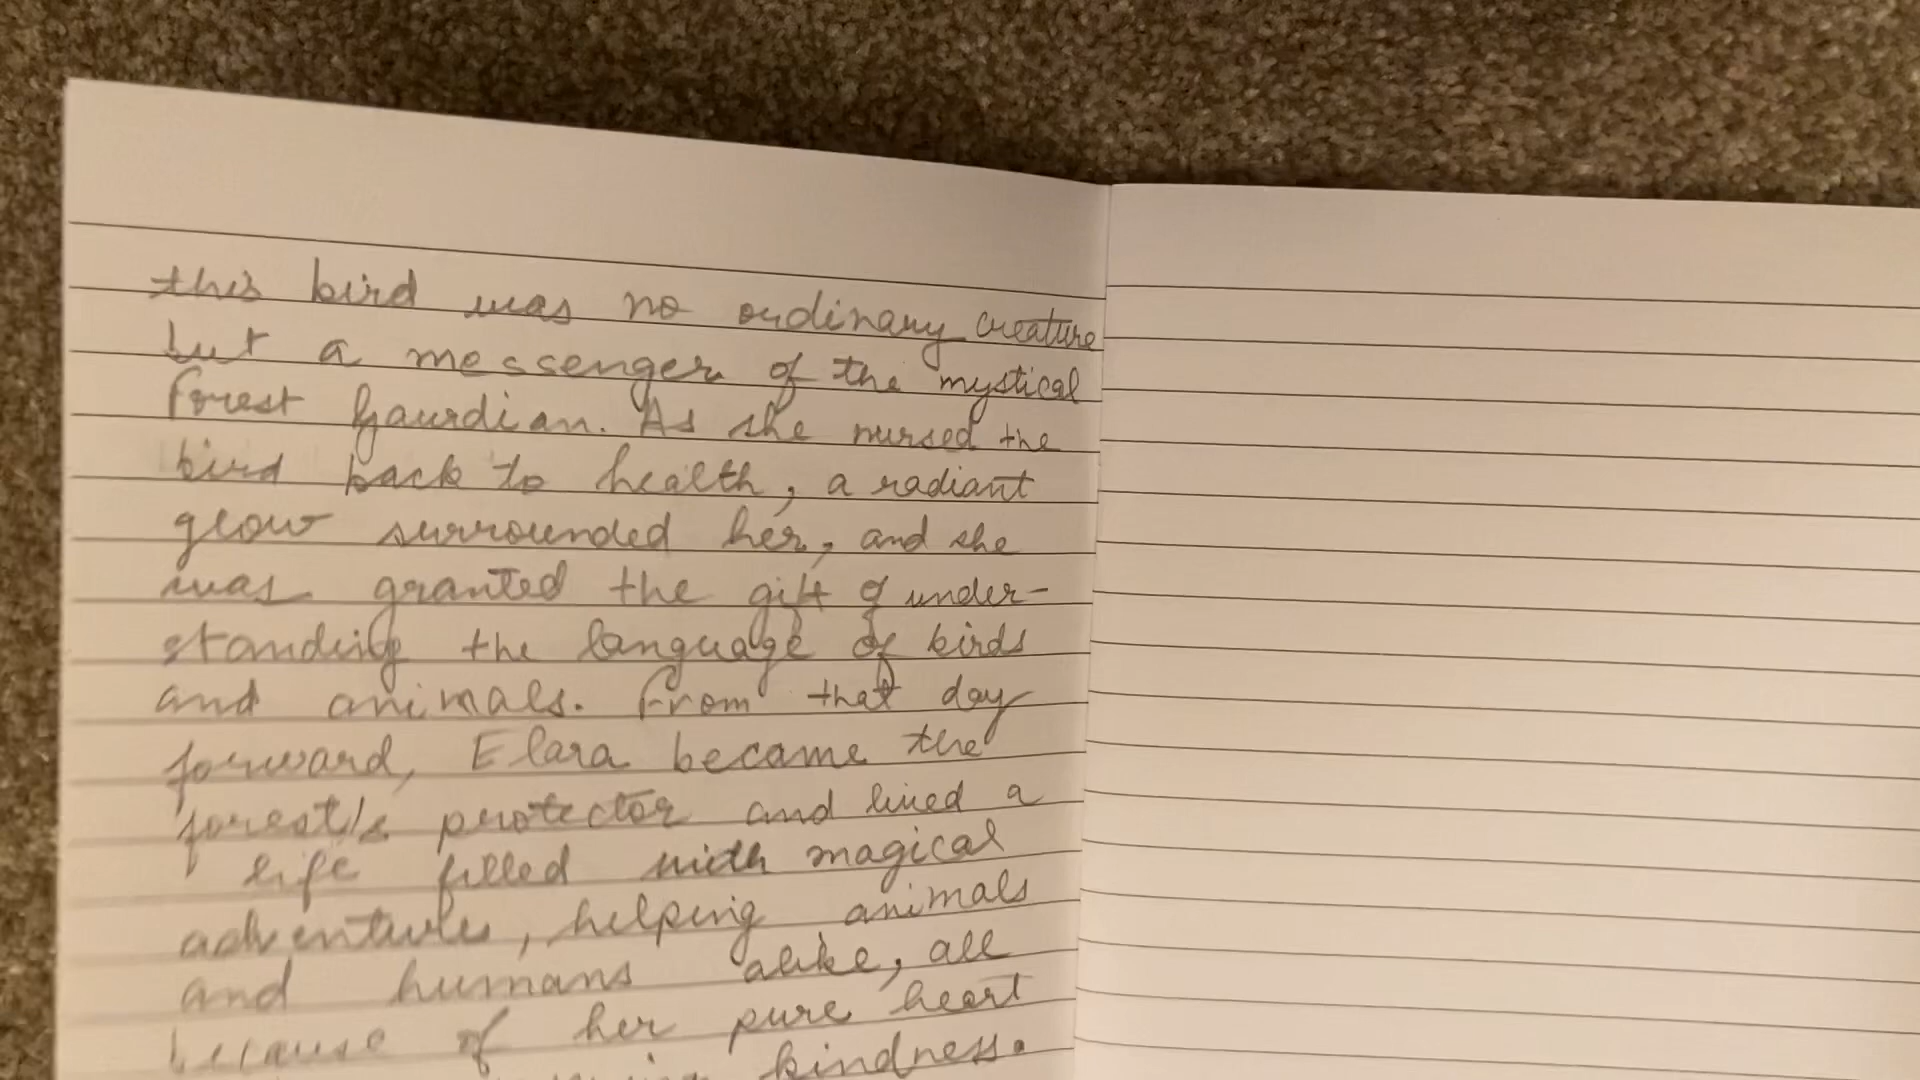 this bird was no ordinary creature
but a messenger of the mystical
forest gaurdian. As she nursed the
bird back to health, a radiant
glow surrounded her, and she
was granted the gift of under-
standing the language of birds
and animals. From that day
forward, Elara became the
forest's protector and lived a
life filled with magical
adventures, helping animals
and humans alike, all
because of her pure heart
kindness.